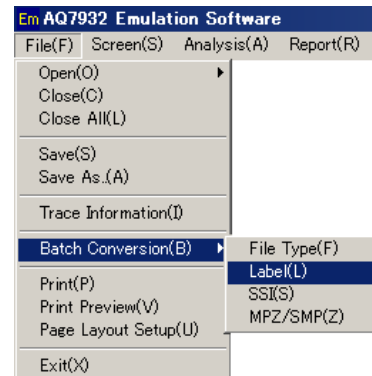 Em AQ7932 Emulation Software
File(F) Screen(S) Analysis(A) Report(R)
Open(O)
Close(C)
Close All(L)
Save(S)
Save As..(A)
Trace Information(I)
Batch Conversion(B)
File Type(F)
Label(L)
SSI(S)
MPZ/SMP(Z)
Print(P)
Print Preview(V)
Page Layout Setup(U)
Exit(X)